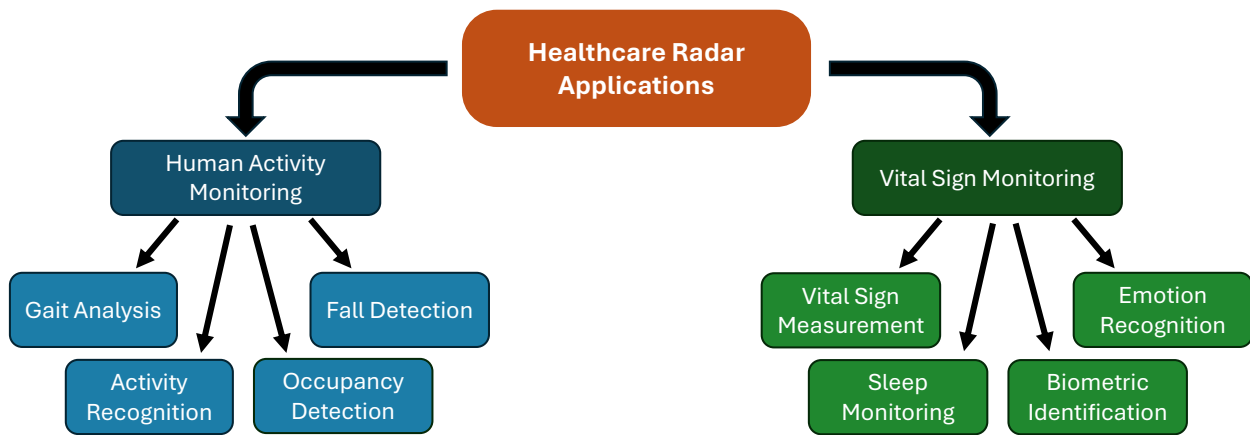 Healthcare Radar
Applications
Human Activity
Monitoring
Vital Sign Monitoring
Gait Analysis
Fall Detection
Activity
Recognition
Occupancy
Detection
Vital Sign
Measurement
Emotion
Recognition
Sleep
Monitoring
Biometric
Identification